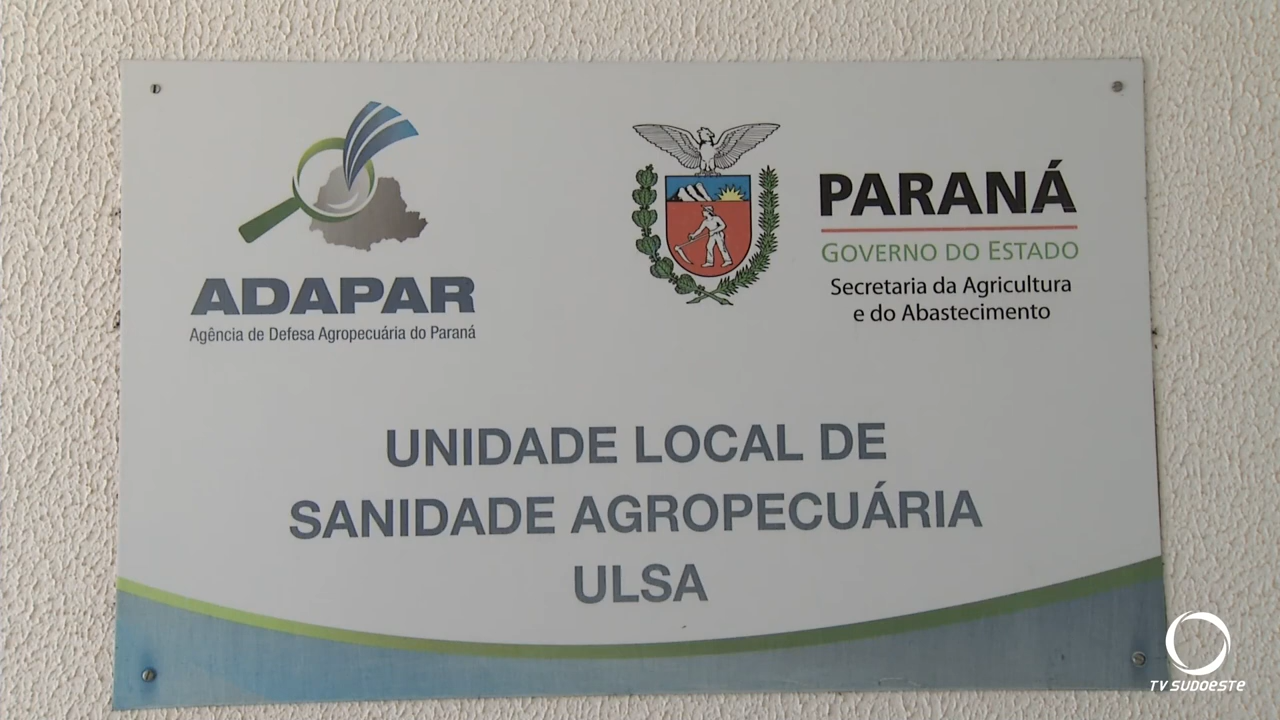 ADAPAR
Agência de Defesa Agropecuária do Paraná
PARANÁ
GOVERNO DO ESTADO
Secretaria da Agricultura
e do Abastecimento
UNIDADE LOCAL DE
SANIDADE AGROPECUÁRIA
ULSA
TV SUDOESTE